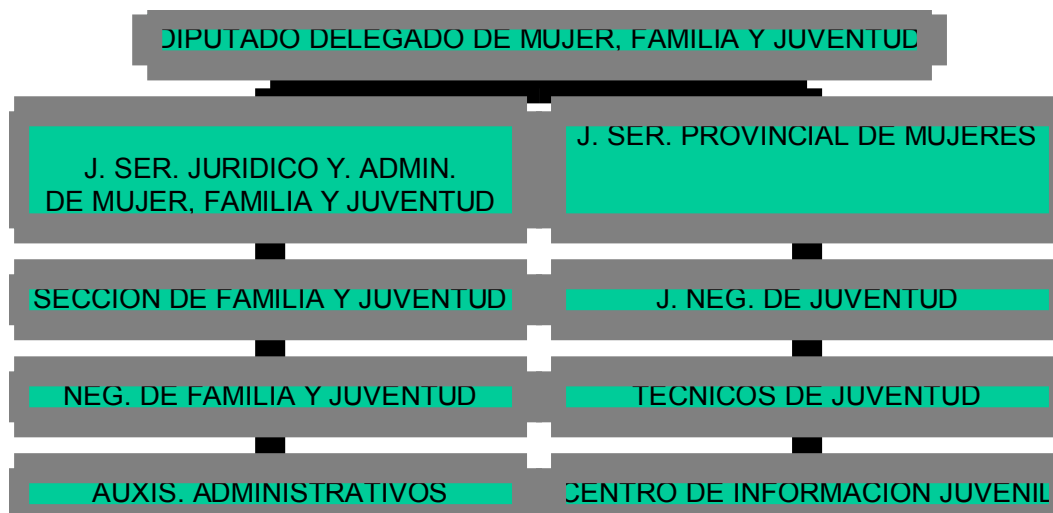 DIPUTADO DELEGADO DE MUJER, FAMILIA Y JUVENTUD
J. SER. JURIDICO Y. ADMIN.
DE MUJER, FAMILIA Y JUVENTUD
J. SER. PROVINCIAL DE MUJERES
SECCION DE FAMILIA Y JUVENTUD
J. NEG. DE JUVENTUD
NEG. DE FAMILIA Y JUVENTUD
TECNICOS DE JUVENTUD
AUXIS. ADMINISTRATIVOS
CENTRO DE INFORMACION JUVENIL